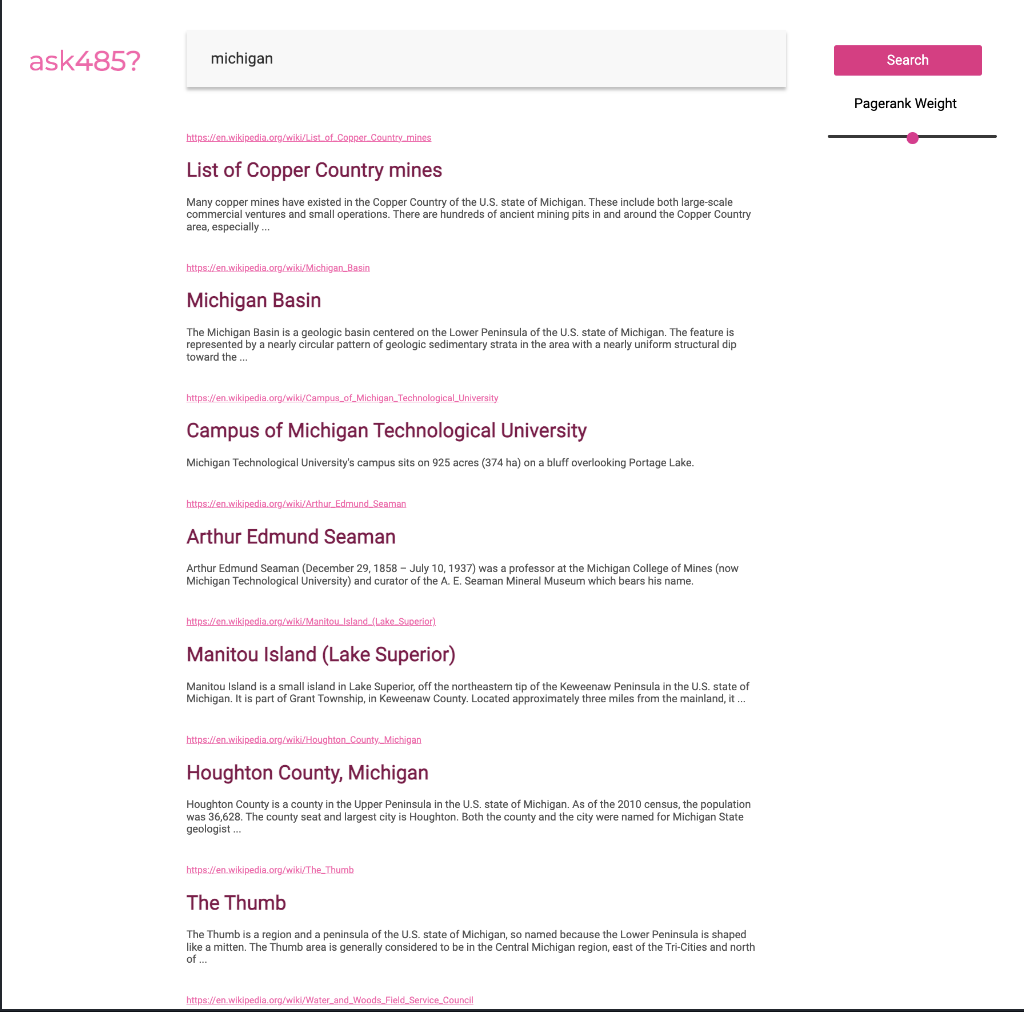 ask485?
michigan
Search
Pagerank Weight
https://en.wikipedia.org/wiki/List_of_Copper_Country_mines
List of Copper Country mines
Many copper mines have existed in the Copper Country of the U.S. state of Michigan. These include both large-scale
commercial ventures and small operations. There are hundreds of ancient mining pits in and around the Copper Country
area, especially ...
https://en.wikipedia.org/wiki/Michigan_Basin
Michigan Basin
The Michigan Basin is a geologic basin centered on the Lower Peninsula of the U.S. state of Michigan. The feature is
represented by a nearly circular pattern of geologic sedimentary strata in the area with a nearly uniform structural dip
toward the ...
https://en.wikipedia.org/wiki/Campus_of_Michigan_Technological_University
Campus of Michigan Technological University
Michigan Technological University's campus sits on 925 acres (374 ha) on a bluff overlooking Portage Lake.
https://en.wikipedia.org/wiki/Arthur_Edmund_Seaman
Arthur Edmund Seaman
Arthur Edmund Seaman (December 29, 1858 – July 10, 1937) was a professor at the Michigan College of Mines (now
Michigan Technological University) and curator of the A. E. Seaman Mineral Museum which bears his name.
https://en.wikipedia.org/wiki/Manitou_Island_(Lake_Superior)
Manitou Island (Lake Superior)
Manitou Island is a small island in Lake Superior, off the northeastern tip of the Keweenaw Peninsula in the U.S. state of
Michigan. It is part of Grant Township, in Keweenaw County. Located approximately three miles from the mainland, it ...
https://en.wikipedia.org/wiki/Houghton_County,_Michigan
Houghton County, Michigan
Houghton County is a county in the Upper Peninsula in the U.S. state of Michigan. As of the 2010 census, the population
was 36,628. The county seat and largest city is Houghton. Both the county and the city were named for Michigan State
geologist ...
https://en.wikipedia.org/wiki/The_Thumb
The Thumb
The Thumb is a region and a peninsula of the U.S. state of Michigan, so named because the Lower Peninsula is shaped
like a mitten. The Thumb area is generally considered to be in the Central Michigan region, east of the Tri-Cities and north
of ...
https://en.wikipedia.org/wiki/Water_and_Woods_Field_Service_Council